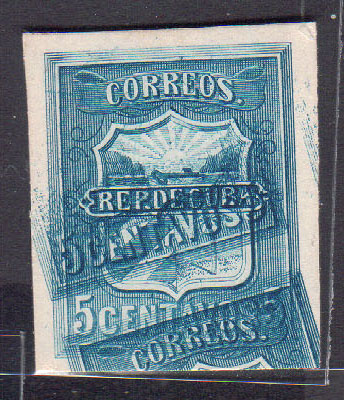 CORREOS.
REP. DE CUBA
5 CENTAVOS.
5 CENTAVOS
CORREOS.